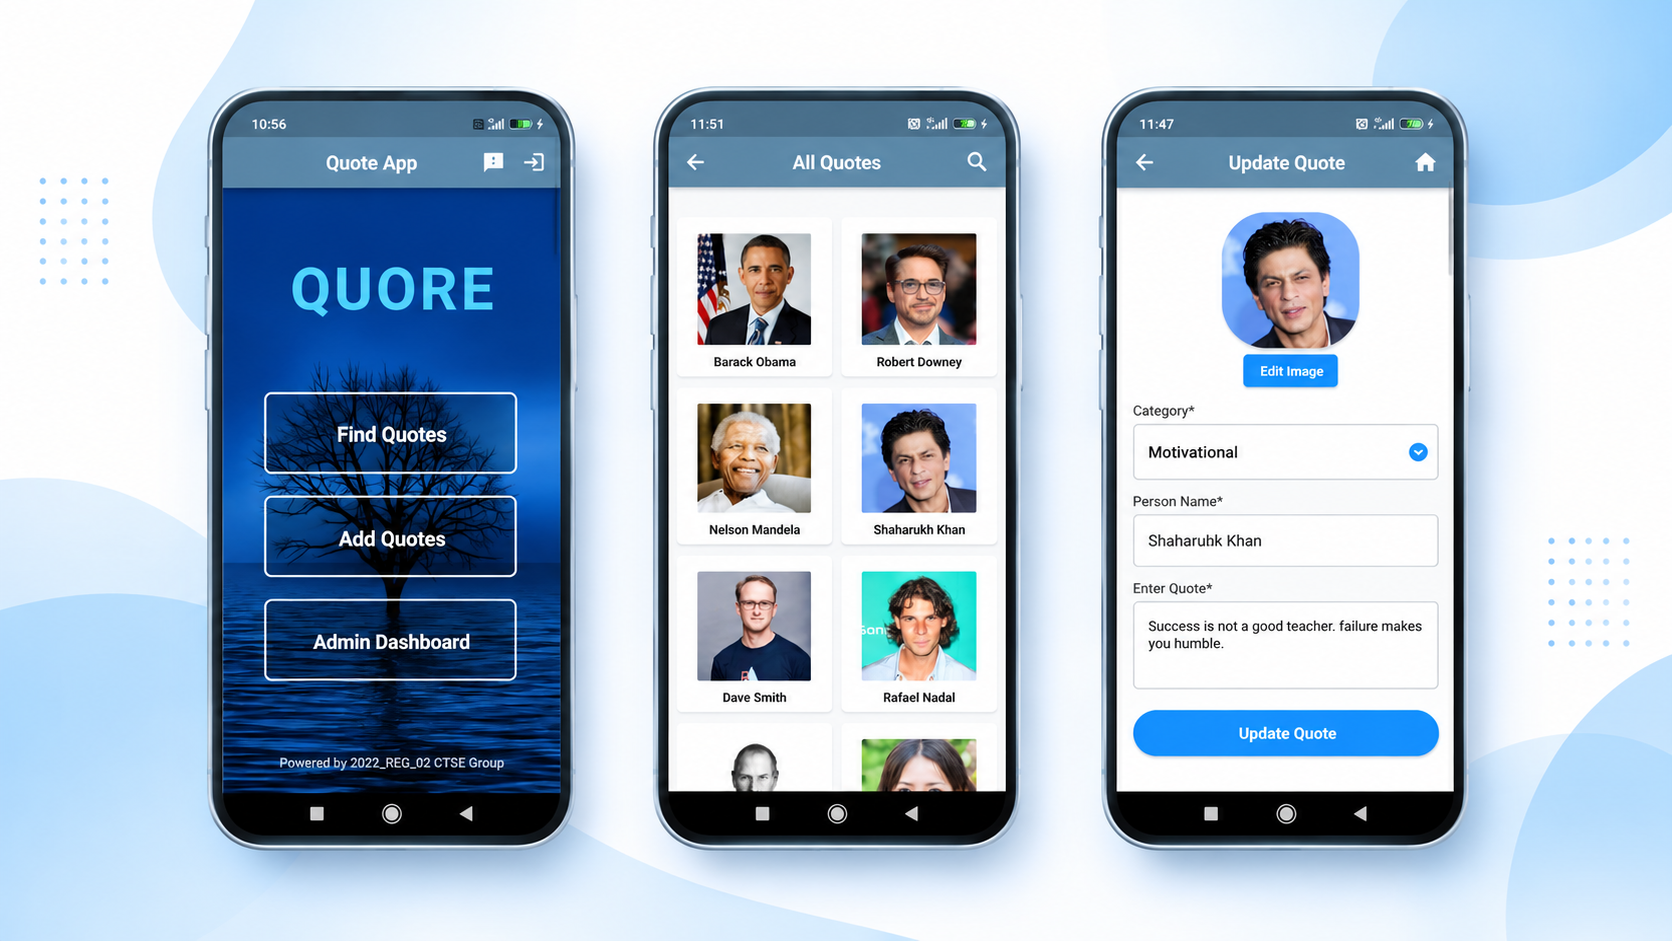 10:56
Quote App
QUORE
Find Quotes
Add Quotes
Admin Dashboard
Powered by 2022_REG_02 CTSE Group
11:51
All Quotes
Barack Obama
Robert Downey
Nelson Mandela
Shaharukh Khan
Dave Smith
Rafael Nadal
11:47
Update Quote
Edit Image
Category*
Motivational
Person Name*
Shaharuhk Khan
Enter Quote*
Success is not a good teacher. failure makes
you humble.
Update Quote